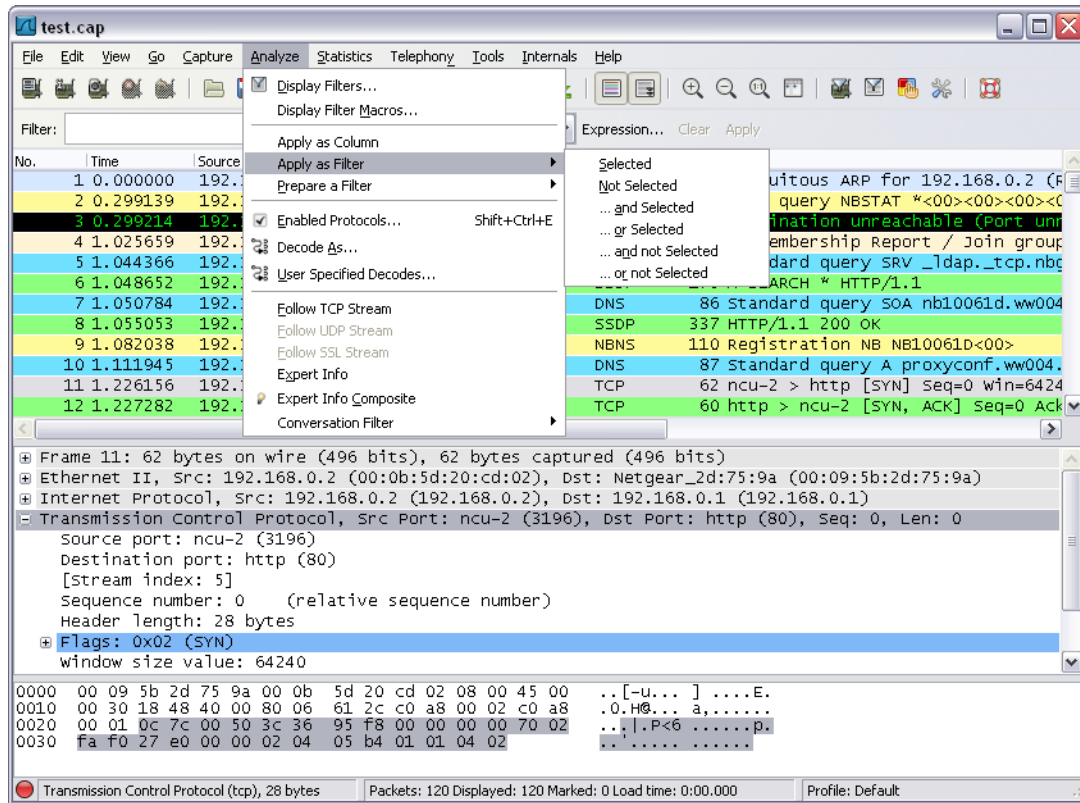 test.cap
File Edit View Go Capture Analyze Statistics Telephony Tools Internals Help
Filter: Expression... Clear Apply
Display Filters...
Display Filter Macros...
Apply as Column
Apply as Filter
Prepare a Filter
Enabled Protocols... Shift+Ctrl+E
Decode As...
User Specified Decodes...
Follow TCP Stream
Follow UDP Stream
Follow SSL Stream
Expert Info
Expert Info Composite
Conversation Filter
Selected
Not Selected
... and Selected
... or Selected
... and not Selected
... or not Selected
No. Time Source
1 0.000000 192. uitous ARP for 192.168.0.2 (R
2 0.299139 192. query NBSTAT *<00><00><00><0
3 0.299214 192. ination unreachable (Port unr
4 1.025659 192. embership Report / Join group
5 1.044366 192. dard query SRV _ldap._tcp.nbg
6 1.048652 192. ARCH * HTTP/1.1
7 1.050784 192. DNS 86 Standard query SOA nb10061d.ww004
8 1.055053 192. SSDP 337 HTTP/1.1 200 OK
9 1.082038 192. NBNS 110 Registration NB NB10061D<00>
10 1.111945 192. DNS 87 Standard query A proxyconf.ww004.
11 1.226156 192. TCP 62 ncu-2 > http [SYN] Seq=0 Win=6424
12 1.227282 192. TCP 60 http > ncu-2 [SYN, ACK] Seq=0 Ack
Frame 11: 62 bytes on wire (496 bits), 62 bytes captured (496 bits)
Ethernet II, Src: 192.168.0.2 (00:0b:5d:20:cd:02), Dst: Netgear_2d:75:9a (00:09:5b:2d:75:9a)
Internet Protocol, Src: 192.168.0.2 (192.168.0.2), Dst: 192.168.0.1 (192.168.0.1)
Transmission Control Protocol, Src Port: ncu-2 (3196), Dst Port: http (80), Seq: 0, Len: 0
Source port: ncu-2 (3196)
Destination port: http (80)
[Stream index: 5]
Sequence number: 0 (relative sequence number)
Header length: 28 bytes
Flags: 0x02 (SYN)
Window size value: 64240
0000 00 09 5b 2d 75 9a 00 0b 5d 20 cd 02 08 00 45 00 ..[-u... ] ....E.
0010 00 30 18 48 40 00 80 06 61 2c c0 a8 00 02 c0 a8 .0.H@... a,......
0020 00 01 0c 7c 00 50 3c 36 95 f8 00 00 00 00 70 02 ...|.P<6 ......p.
0030 fa f0 27 e0 00 00 02 04 05 b4 01 01 04 02 ..'..... ......
Transmission Control Protocol (tcp), 28 bytes Packets: 120 Displayed: 120 Marked: 0 Load time: 0:00.000 Profile: Default